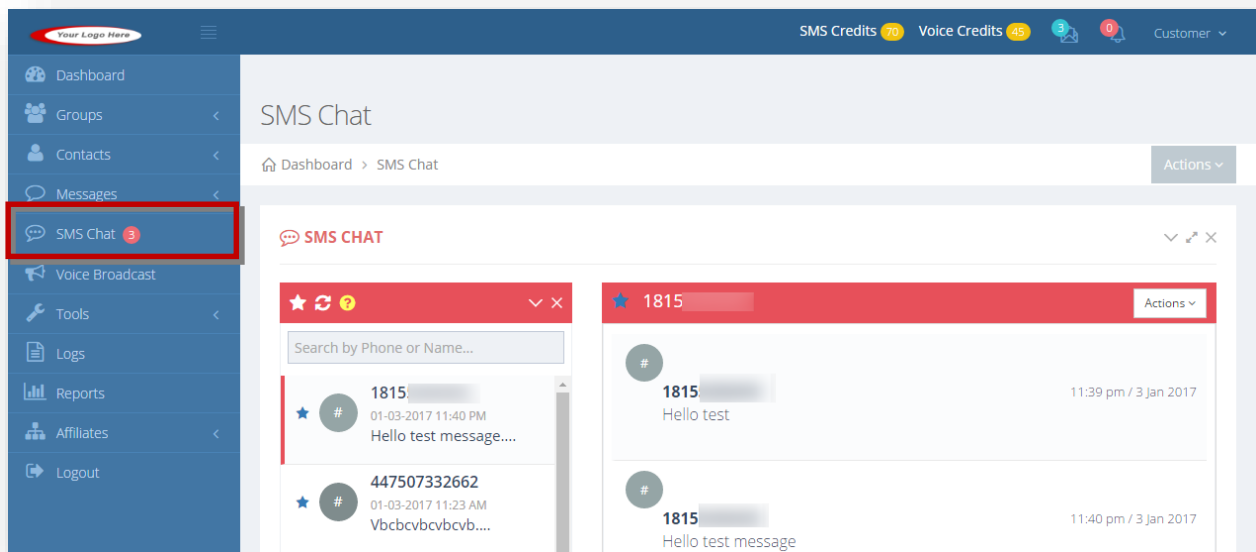 Your Logo Here
SMS Credits 70 Voice Credits 45 3 0 Customer
Dashboard
Groups
Contacts
Messages
SMS Chat 3
Voice Broadcast
Tools
Logs
Reports
Affiliates
Logout
SMS Chat
Dashboard > SMS Chat
Actions
SMS CHAT
?
Search by Phone or Name...
# 1815
01-03-2017 11:40 PM
Hello test message....
# 447507332662
01-03-2017 11:23 AM
Vbcbcvbcvbcvb....
1815 Actions
#
1815 11:39 pm / 3 Jan 2017
Hello test
#
1815 11:40 pm / 3 Jan 2017
Hello test message